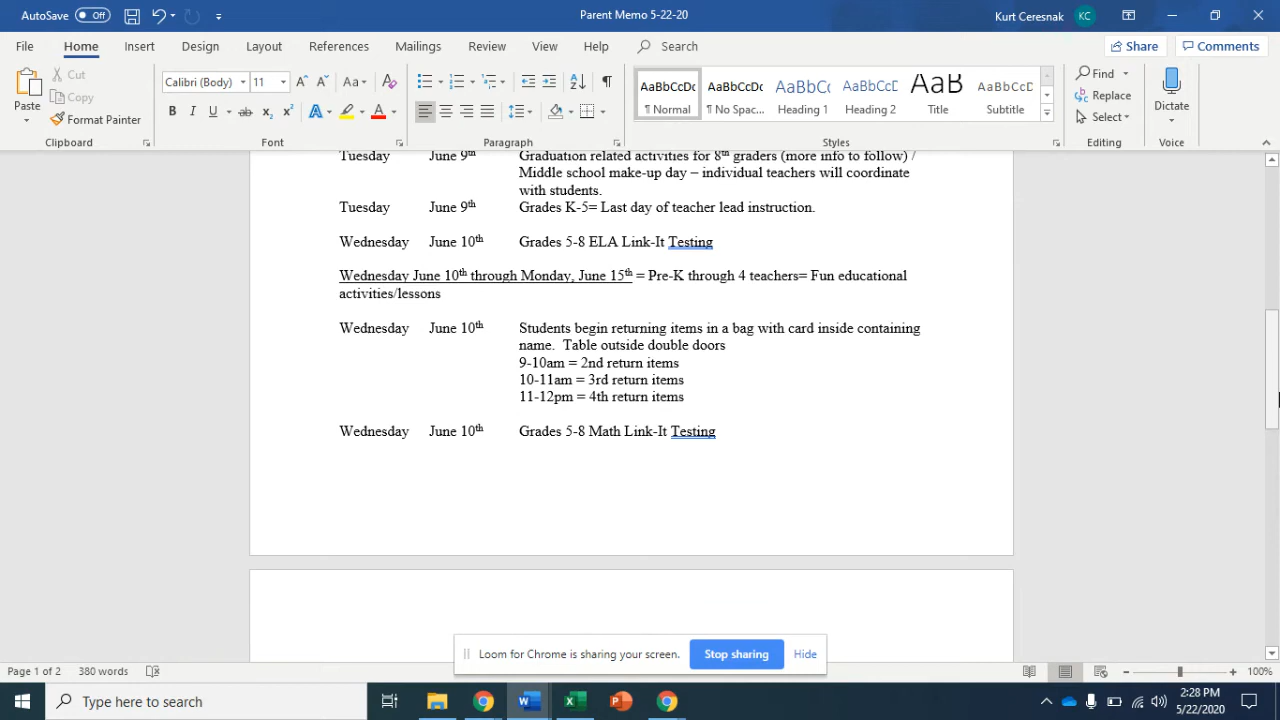 AutoSave Off
Parent Memo 5-22-20
Kurt Ceresnak KC
File Home Insert Design Layout References Mailings Review View Help Search Share Comments
Paste
Cut
Copy
Format Painter
Clipboard
Calibri (Body) 11
Font
Paragraph
AaBbCcDc AaBbCcDc AaBbCc AaBbCcD AaB AaBbCcD
¶ Normal ¶ No Spac... Heading 1 Heading 2 Title Subtitle
Styles
Find
Replace
Select
Editing
Dictate
Voice
Tuesday June 9th Graduation related activities for 8th graders (more info to follow) /
Middle school make-up day – individual teachers will coordinate
with students.
Tuesday June 9th Grades K-5= Last day of teacher lead instruction.
Wednesday June 10th Grades 5-8 ELA Link-It Testing
Wednesday June 10th through Monday, June 15th = Pre-K through 4 teachers= Fun educational
activities/lessons
Wednesday June 10th Students begin returning items in a bag with card inside containing
name. Table outside double doors
9-10am = 2nd return items
10-11am = 3rd return items
11-12pm = 4th return items
Wednesday June 10th Grades 5-8 Math Link-It Testing
Loom for Chrome is sharing your screen. Stop sharing Hide
Page 1 of 2 380 words 100%
Type here to search
2:28 PM
5/22/2020